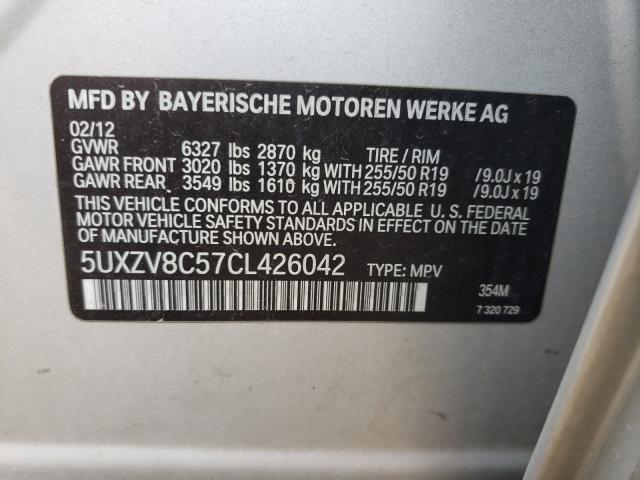 MFD BY BAYERISCHE MOTOREN WERKE AG
02/12
GVWR 6327 lbs 2870 kg TIRE / RIM
GAWR FRONT 3020 lbs 1370 kg WITH 255/50 R19 /9.0J x 19
GAWR REAR 3549 lbs 1610 kg WITH 255/50 R19 /9.0J x 19
THIS VEHICLE CONFORMS TO ALL APPLICABLE U. S. FEDERAL
MOTOR VEHICLE SAFETY STANDARDS IN EFFECT ON THE DATE
OF MANUFACTURE SHOWN ABOVE.
5UXZV8C57CL426042 TYPE: MPV 354M
7 320 729